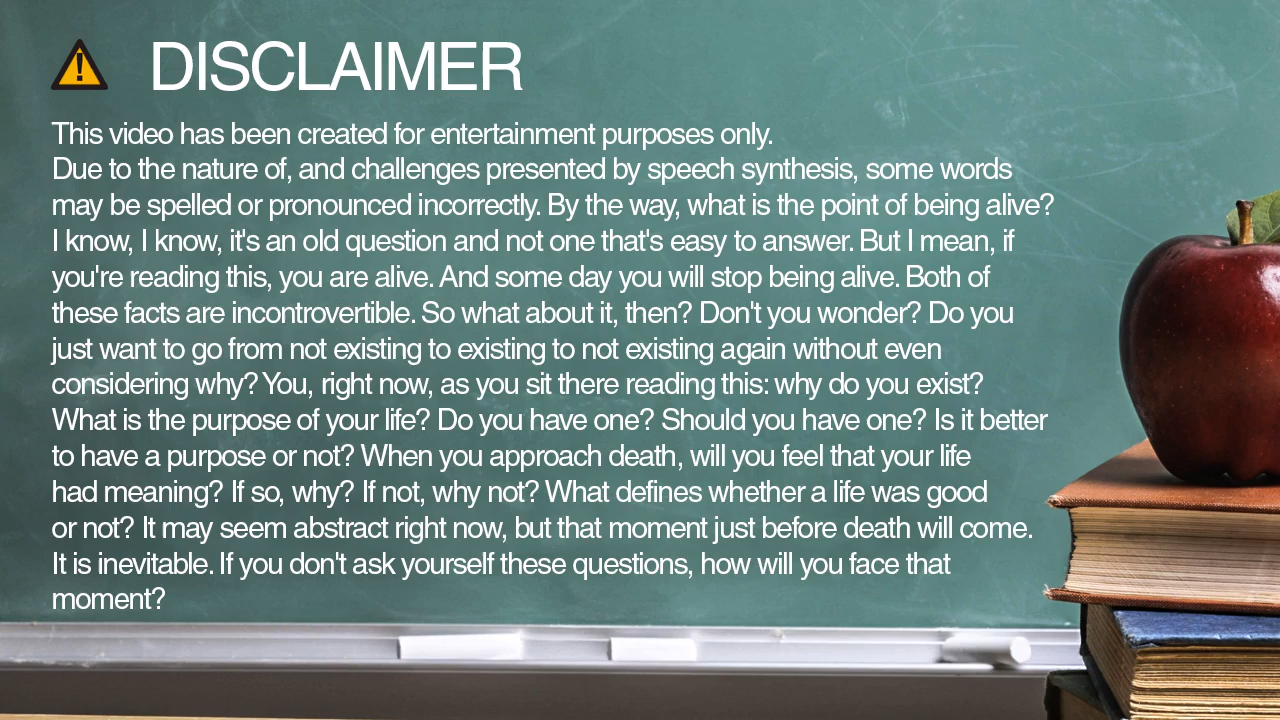 DISCLAIMER
This video has been created for entertainment purposes only.
Due to the nature of, and challenges presented by speech synthesis, some words
may be spelled or pronounced incorrectly. By the way, what is the point of being alive?
I know, I know, it's an old question and not one that's easy to answer. But I mean, if
you're reading this, you are alive. And some day you will stop being alive. Both of
these facts are incontrovertible. So what about it, then? Don't you wonder? Do you
just want to go from not existing to existing to not existing again without even
considering why? You, right now, as you sit there reading this: why do you exist?
What is the purpose of your life? Do you have one? Should you have one? Is it better
to have a purpose or not? When you approach death, will you feel that your life
had meaning? If so, why? If not, why not? What defines whether a life was good
or not? It may seem abstract right now, but that moment just before death will come.
It is inevitable. If you don't ask yourself these questions, how will you face that
moment?